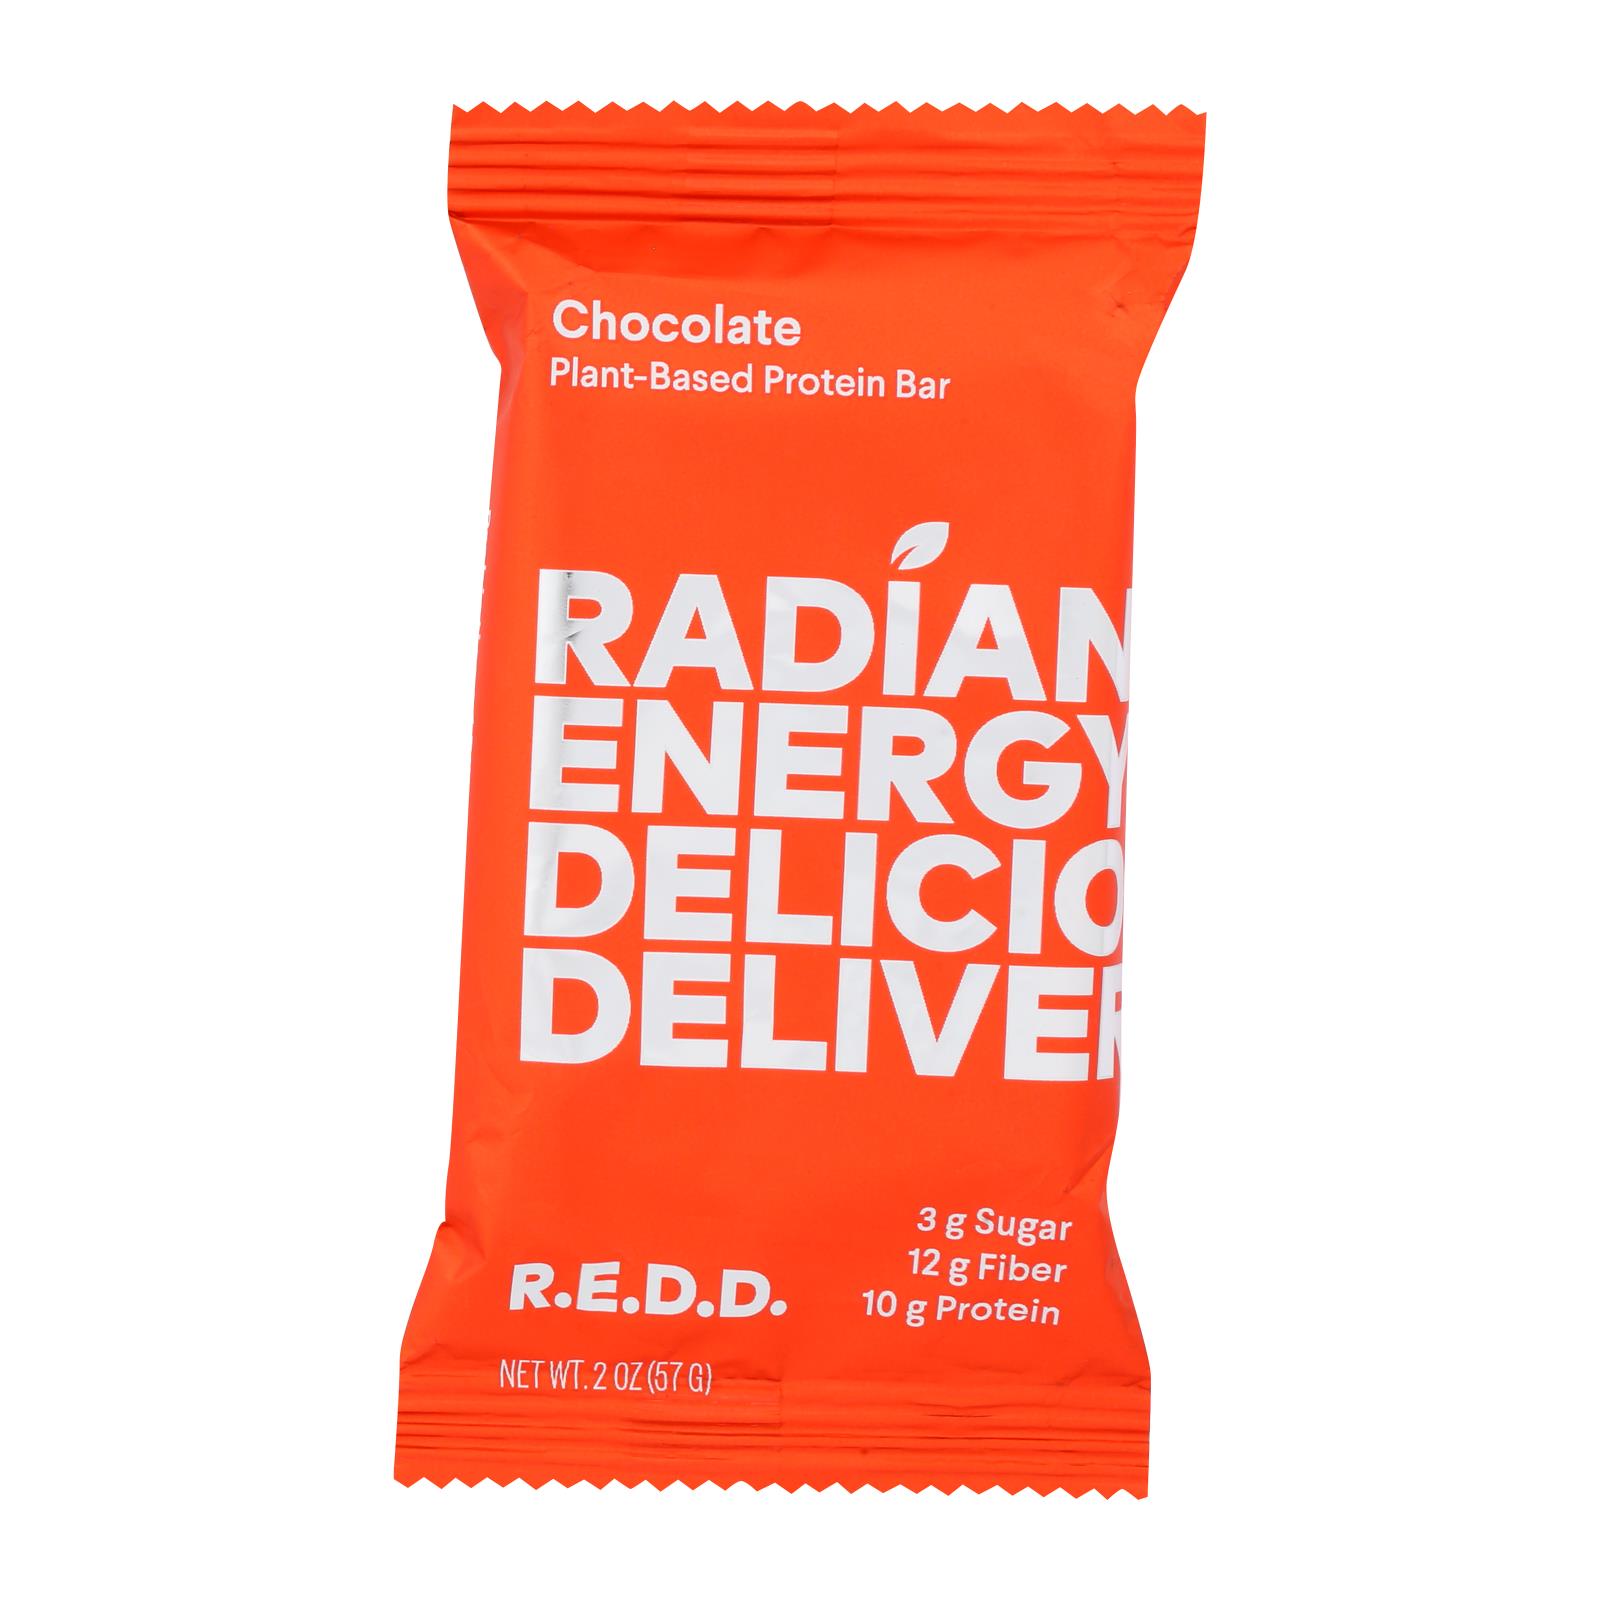 Chocolate
Plant-Based Protein Bar
RADIAN
ENERGY
DELICIO
DELIVER
3 g Sugar
12 g Fiber
10 g Protein
R.E.D.D.
NET WT. 2 OZ (57 G)